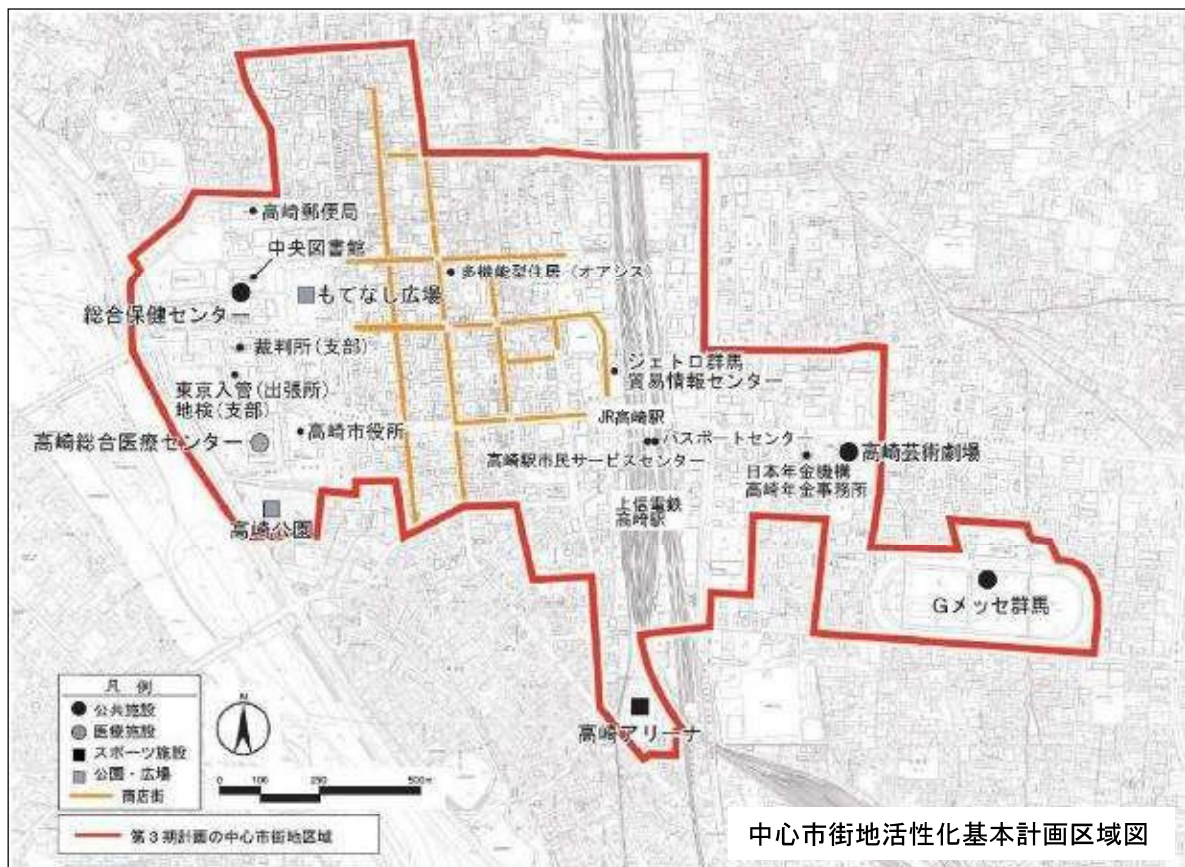 高崎郵便局
中央図書館
総合保健センター
もてなし広場
多機能型住居(オアシス)
裁判所(支部)
東京入管(出張所)
地検(支部)
高崎総合医療センター
高崎市役所
高崎公園
ジェトロ群馬
貿易情報センター
JR高崎駅
パスポートセンター
高崎駅市民サービスセンター
日本年金機構
高崎年金事務所
高崎芸術劇場
上信電鉄
高崎駅
Gメッセ群馬
高崎アリーナ
凡例
公共施設
医療施設
スポーツ施設
公園・広場
商店街
N
0 100 250 500m
第3期計画の中心市街地区域
中心市街地活性化基本計画区域図